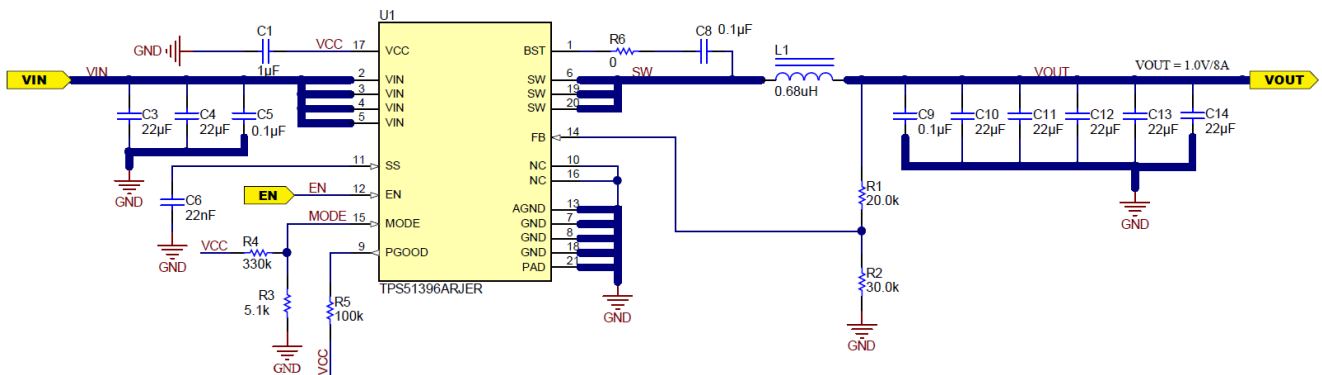 U1
GND
C1
1µF
VCC
17
VCC
BST
1
R6
0
C8
0.1µF
VIN
VIN
2
VIN
3
VIN
4
VIN
5
VIN
SW
6
SW
19
SW
20
SW
L1
0.68uH
VOUT
VOUT = 1.0V/8A
VOUT
C3
22µF
C4
22µF
C5
0.1µF
GND
FB
14
C9
0.1µF
C10
22µF
C11
22µF
C12
22µF
C13
22µF
C14
22µF
GND
11
SS
C6
22nF
GND
EN
EN
12
EN
NC
10
NC
16
MODE
15
MODE
AGND
13
GND
7
GND
8
GND
18
PAD
21
GND
VCC
R4
330k
9
PGOOD
R3
5.1k
GND
R5
100k
VCC
TPS51396ARJER
R1
20.0k
R2
30.0k
GND